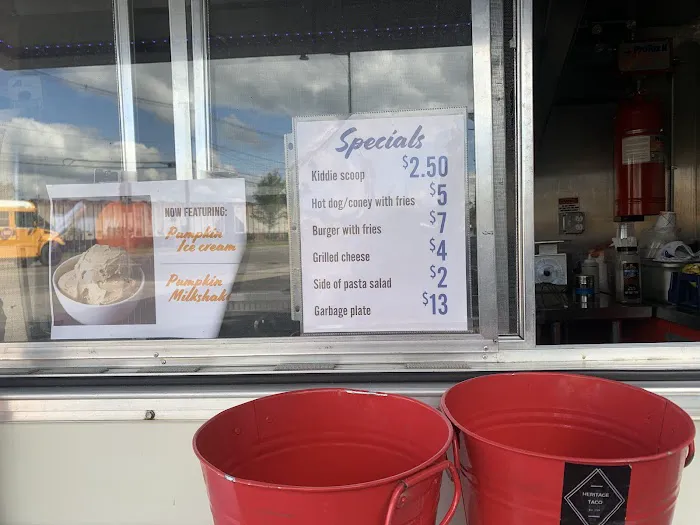 Specials
Kiddie scoop $2.50
Hot dog/coney with fries $5
Burger with fries $7
Grilled cheese $4
Side of pasta salad $2
Garbage plate $13
NOW FEATURING:
Pumpkin
Ice cream
Pumpkin
Milkshake
HERITAGE
TACO